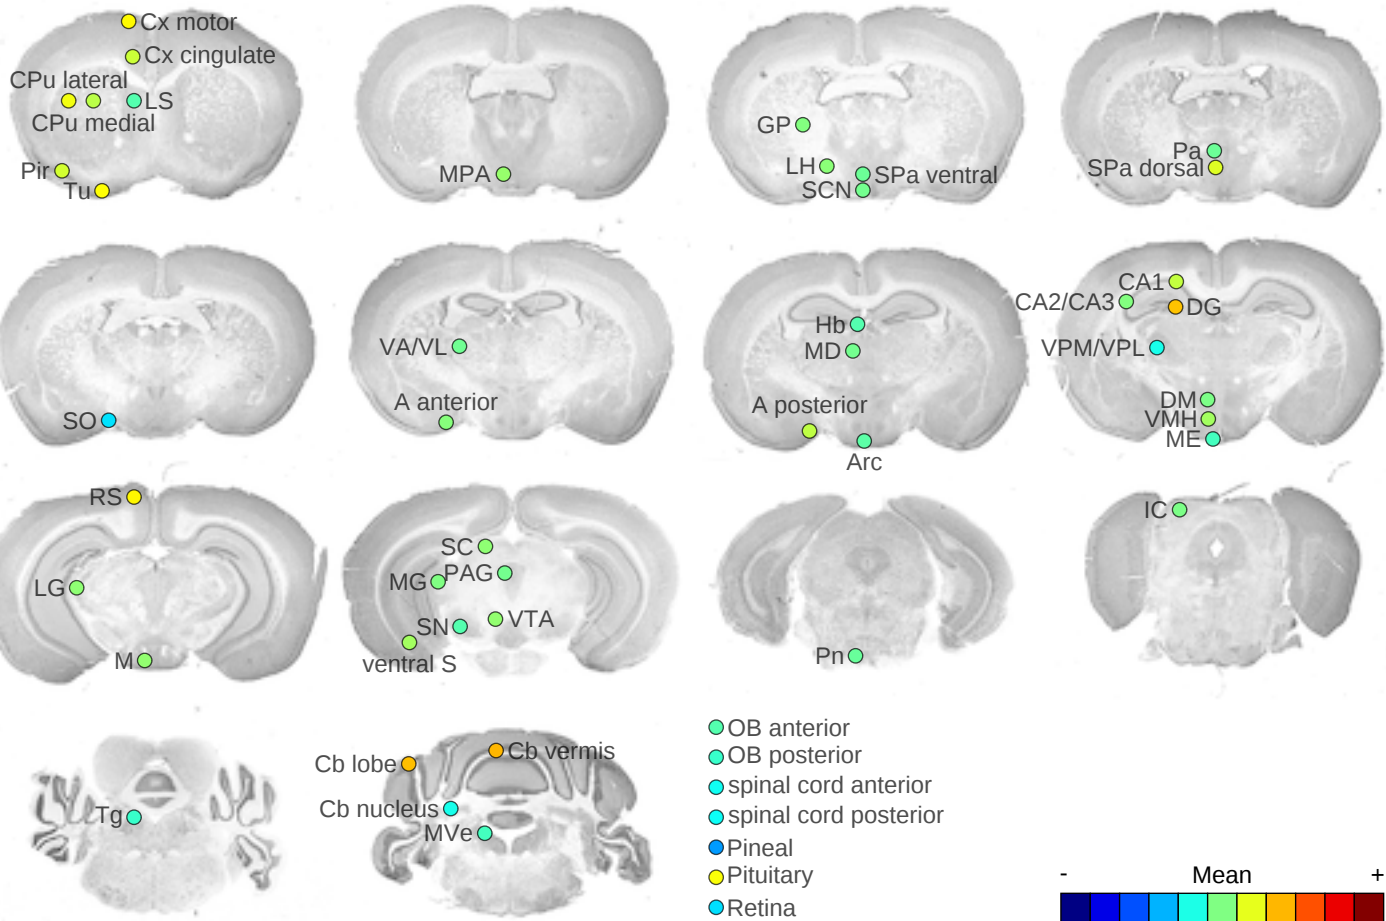 Cx motor
Cx cingulate
CPu lateral
LS
CPu medial
Pir
Tu
MPA
GP
LH
SPa ventral
SCN
Pa
SPa dorsal
SO
VA/VL
A anterior
Hb
MD
A posterior
Arc
CA1
CA2/CA3
DG
VPM/VPL
DM
VMH
ME
RS
LG
M
SC
MG
PAG
SN
VTA
ventral S
Pn
IC
Tg
Cb lobe
Cb vermis
Cb nucleus
MVe
OB anterior
OB posterior
spinal cord anterior
spinal cord posterior
Pineal
Pituitary
Retina
- Mean +